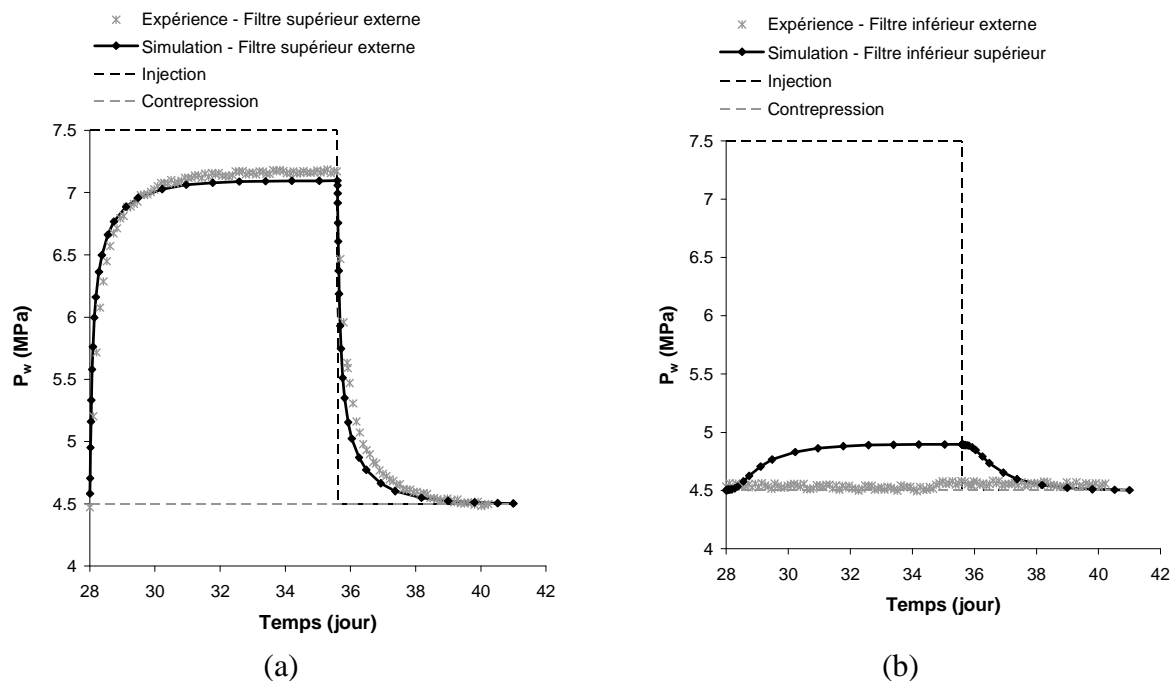 Expérience - Filtre supérieur externe
Simulation - Filtre supérieur externe
Injection
Contrepression
7.5
7
6.5
6
5.5
5
4.5
4
P_w (MPa)
28 30 32 34 36 38 40 42
Temps (jour)
(a)
Expérience - Filtre inférieur externe
Simulation - Filtre inférieur supérieur
Injection
Contrepression
7.5
7
6.5
6
5.5
5
4.5
4
P_w (MPa)
28 30 32 34 36 38 40 42
Temps (jour)
(b)